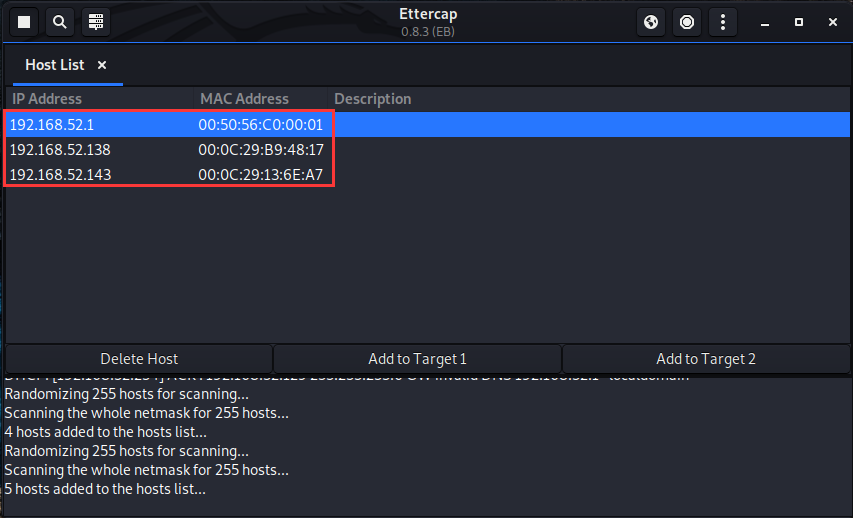 Ettercap
0.8.3 (EB)
Host List ×
IP Address MAC Address Description
192.168.52.1 00:50:56:C0:00:01
192.168.52.138 00:0C:29:B9:48:17
192.168.52.143 00:0C:29:13:6E:A7
Delete Host Add to Target 1 Add to Target 2
Randomizing 255 hosts for scanning...
Scanning the whole netmask for 255 hosts...
4 hosts added to the hosts list...
Randomizing 255 hosts for scanning...
Scanning the whole netmask for 255 hosts...
5 hosts added to the hosts list...